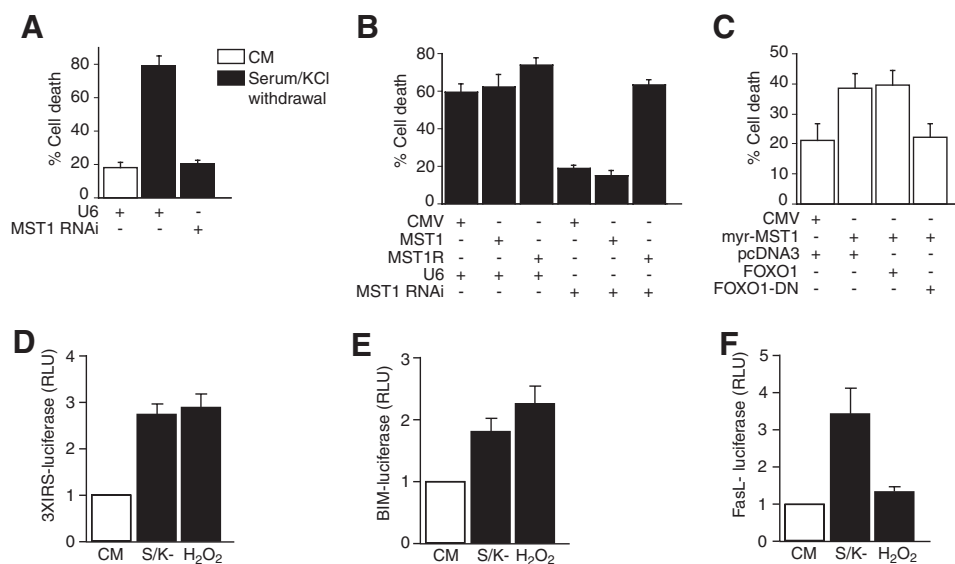 A
% Cell death
80
60
40
20
0
CM
Serum/KCl
withdrawal
U6 + + -
MST1 RNAi - - +
B
% Cell death
80
60
40
20
0
CMV + - - + - -
MST1 - + - - + -
MST1R - - + - - +
U6 + + + - - -
MST1 RNAi - - - + + +
C
% Cell death
50
40
30
20
10
0
CMV + - - -
myr-MST1 - + + +
pcDNA3 + + - -
FOXO1 - - + -
FOXO1-DN - - - +
D
3XIRS-luciferase (RLU)
4
3
2
1
0
CM S/K- H₂O₂
E
BIM-luciferase (RLU)
3
2
1
0
CM S/K- H₂O₂
F
FasL- luciferase (RLU)
5
4
3
2
1
0
CM S/K- H₂O₂